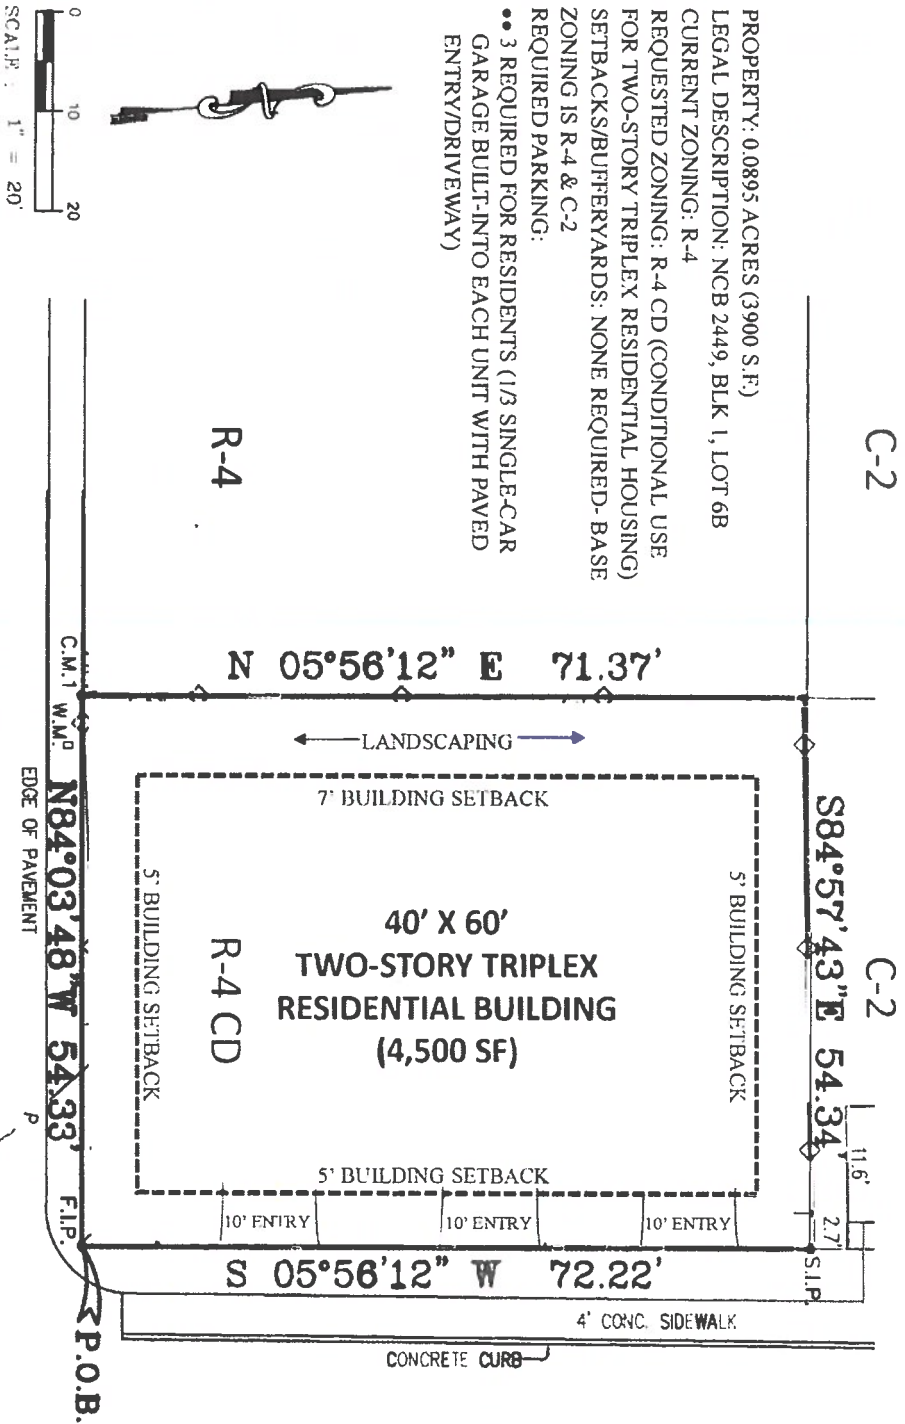 PROPERTY: 0.0895 ACRES (3900 S.F.)
LEGAL DESCRIPTION: NCB 2449, BLK 1, LOT 6B
CURRENT ZONING: R-4
REQUESTED ZONING: R-4 CD (CONDITIONAL USE
FOR TWO-STORY TRIPLEX RESIDENTIAL HOUSING)
SETBACKS/BUFFERYARDS: NONE REQUIRED- BASE
ZONING IS R-4 & C-2
REQUIRED PARKING:
•• 3 REQUIRED FOR RESIDENTS (1/3 SINGLE-CAR
GARAGE BUILT-INTO EACH UNIT WITH PAVED
ENTRY/DRIVEWAY)
0 10 20
SCALE : 1" = 20'
C-2
R-4
C-2
S84°57'43"E 54.34'
11.6'
2.7'
S.I.P.
N 05°56'12" E 71.37'
C.M.
W.M.
LANDSCAPING
7' BUILDING SETBACK
5' BUILDING SETBACK
5' BUILDING SETBACK
40' X 60'
TWO-STORY TRIPLEX
RESIDENTIAL BUILDING
(4,500 SF)
R-4 CD
5' BUILDING SETBACK
10' ENTRY
10' ENTRY
10' ENTRY
S 05°56'12" W 72.22'
N84°03'48"W 54.33'
EDGE OF PAVEMENT
P
F.I.P.
P.O.B.
4' CONC. SIDEWALK
CONCRETE CURB